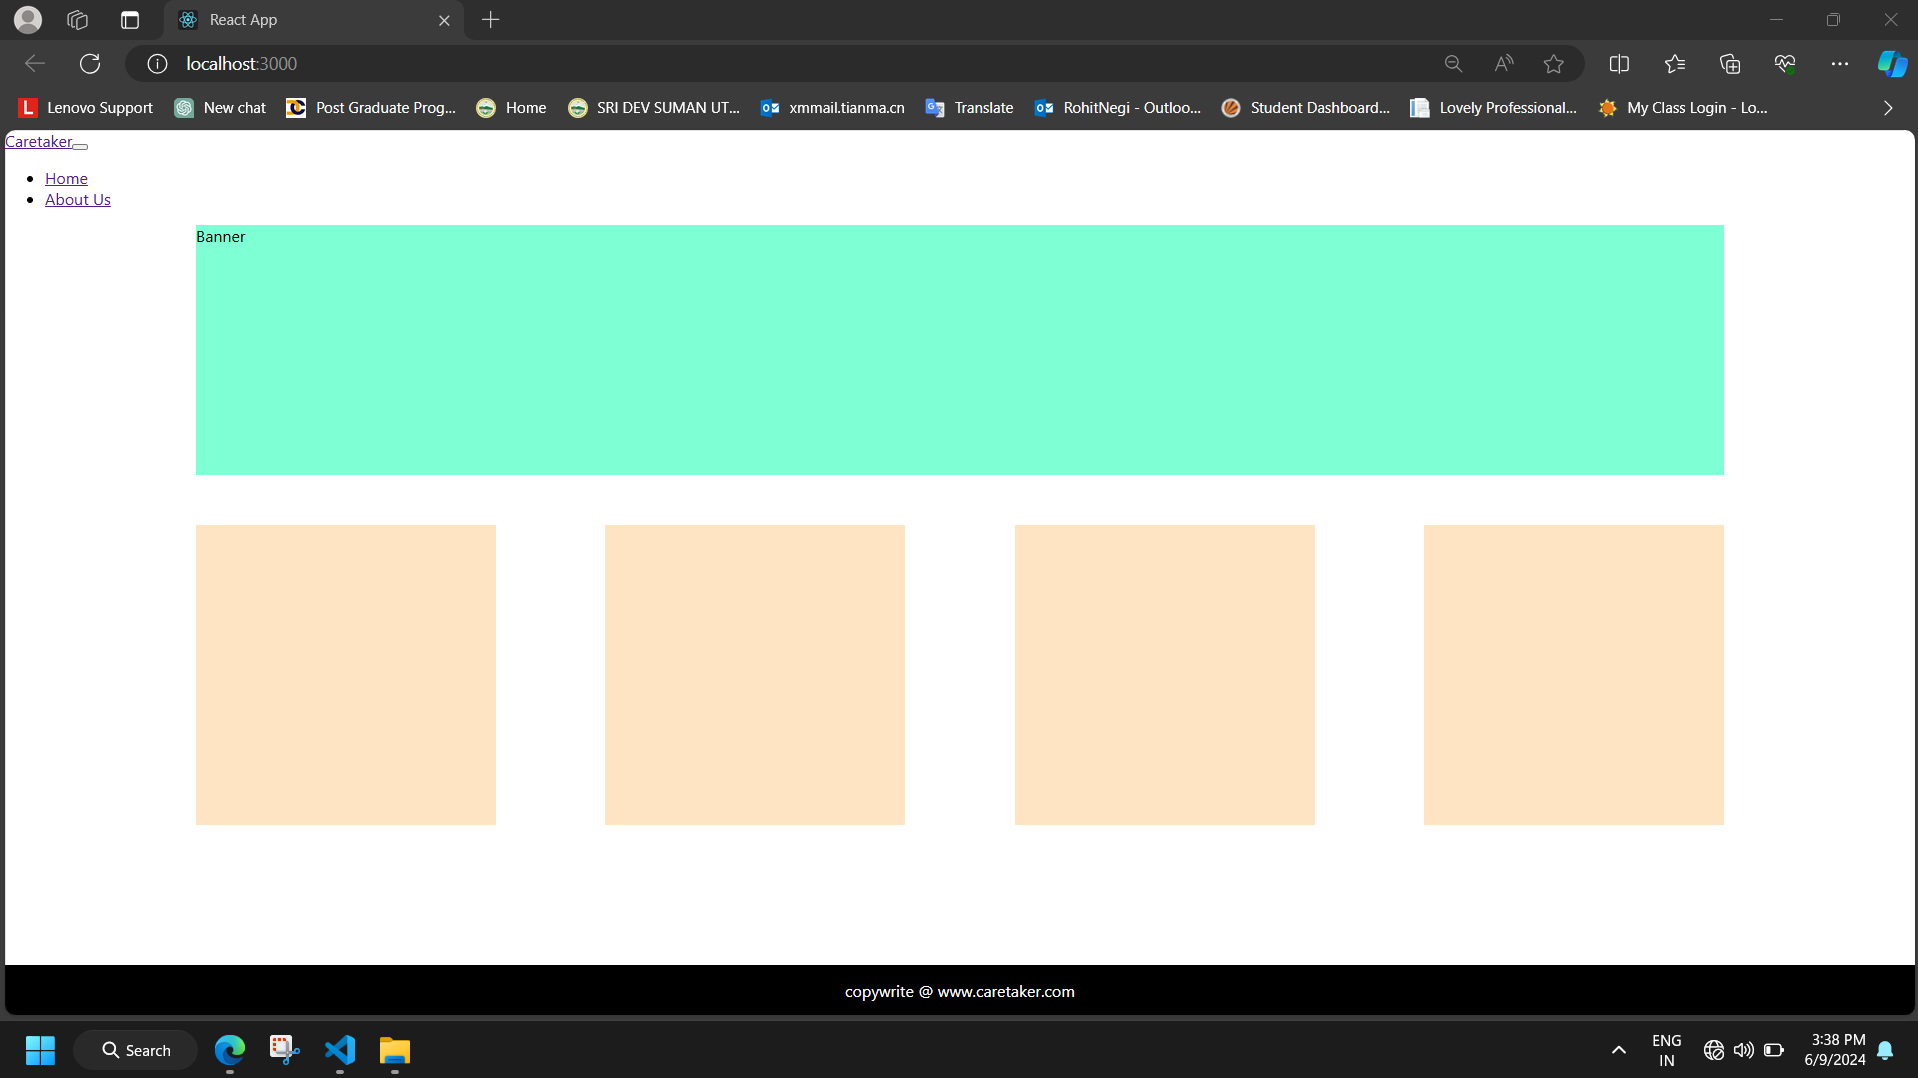 React App
localhost:3000
Lenovo Support New chat Post Graduate Prog... Home SRI DEV SUMAN UT... xmmail.tianma.cn Translate RohitNegi - Outloo... Student Dashboard... Lovely Professional... My Class Login - Lo...
Caretaker
Home
About Us
Banner
copywrite @ www.caretaker.com
Search
ENG
IN
3:38 PM
6/9/2024